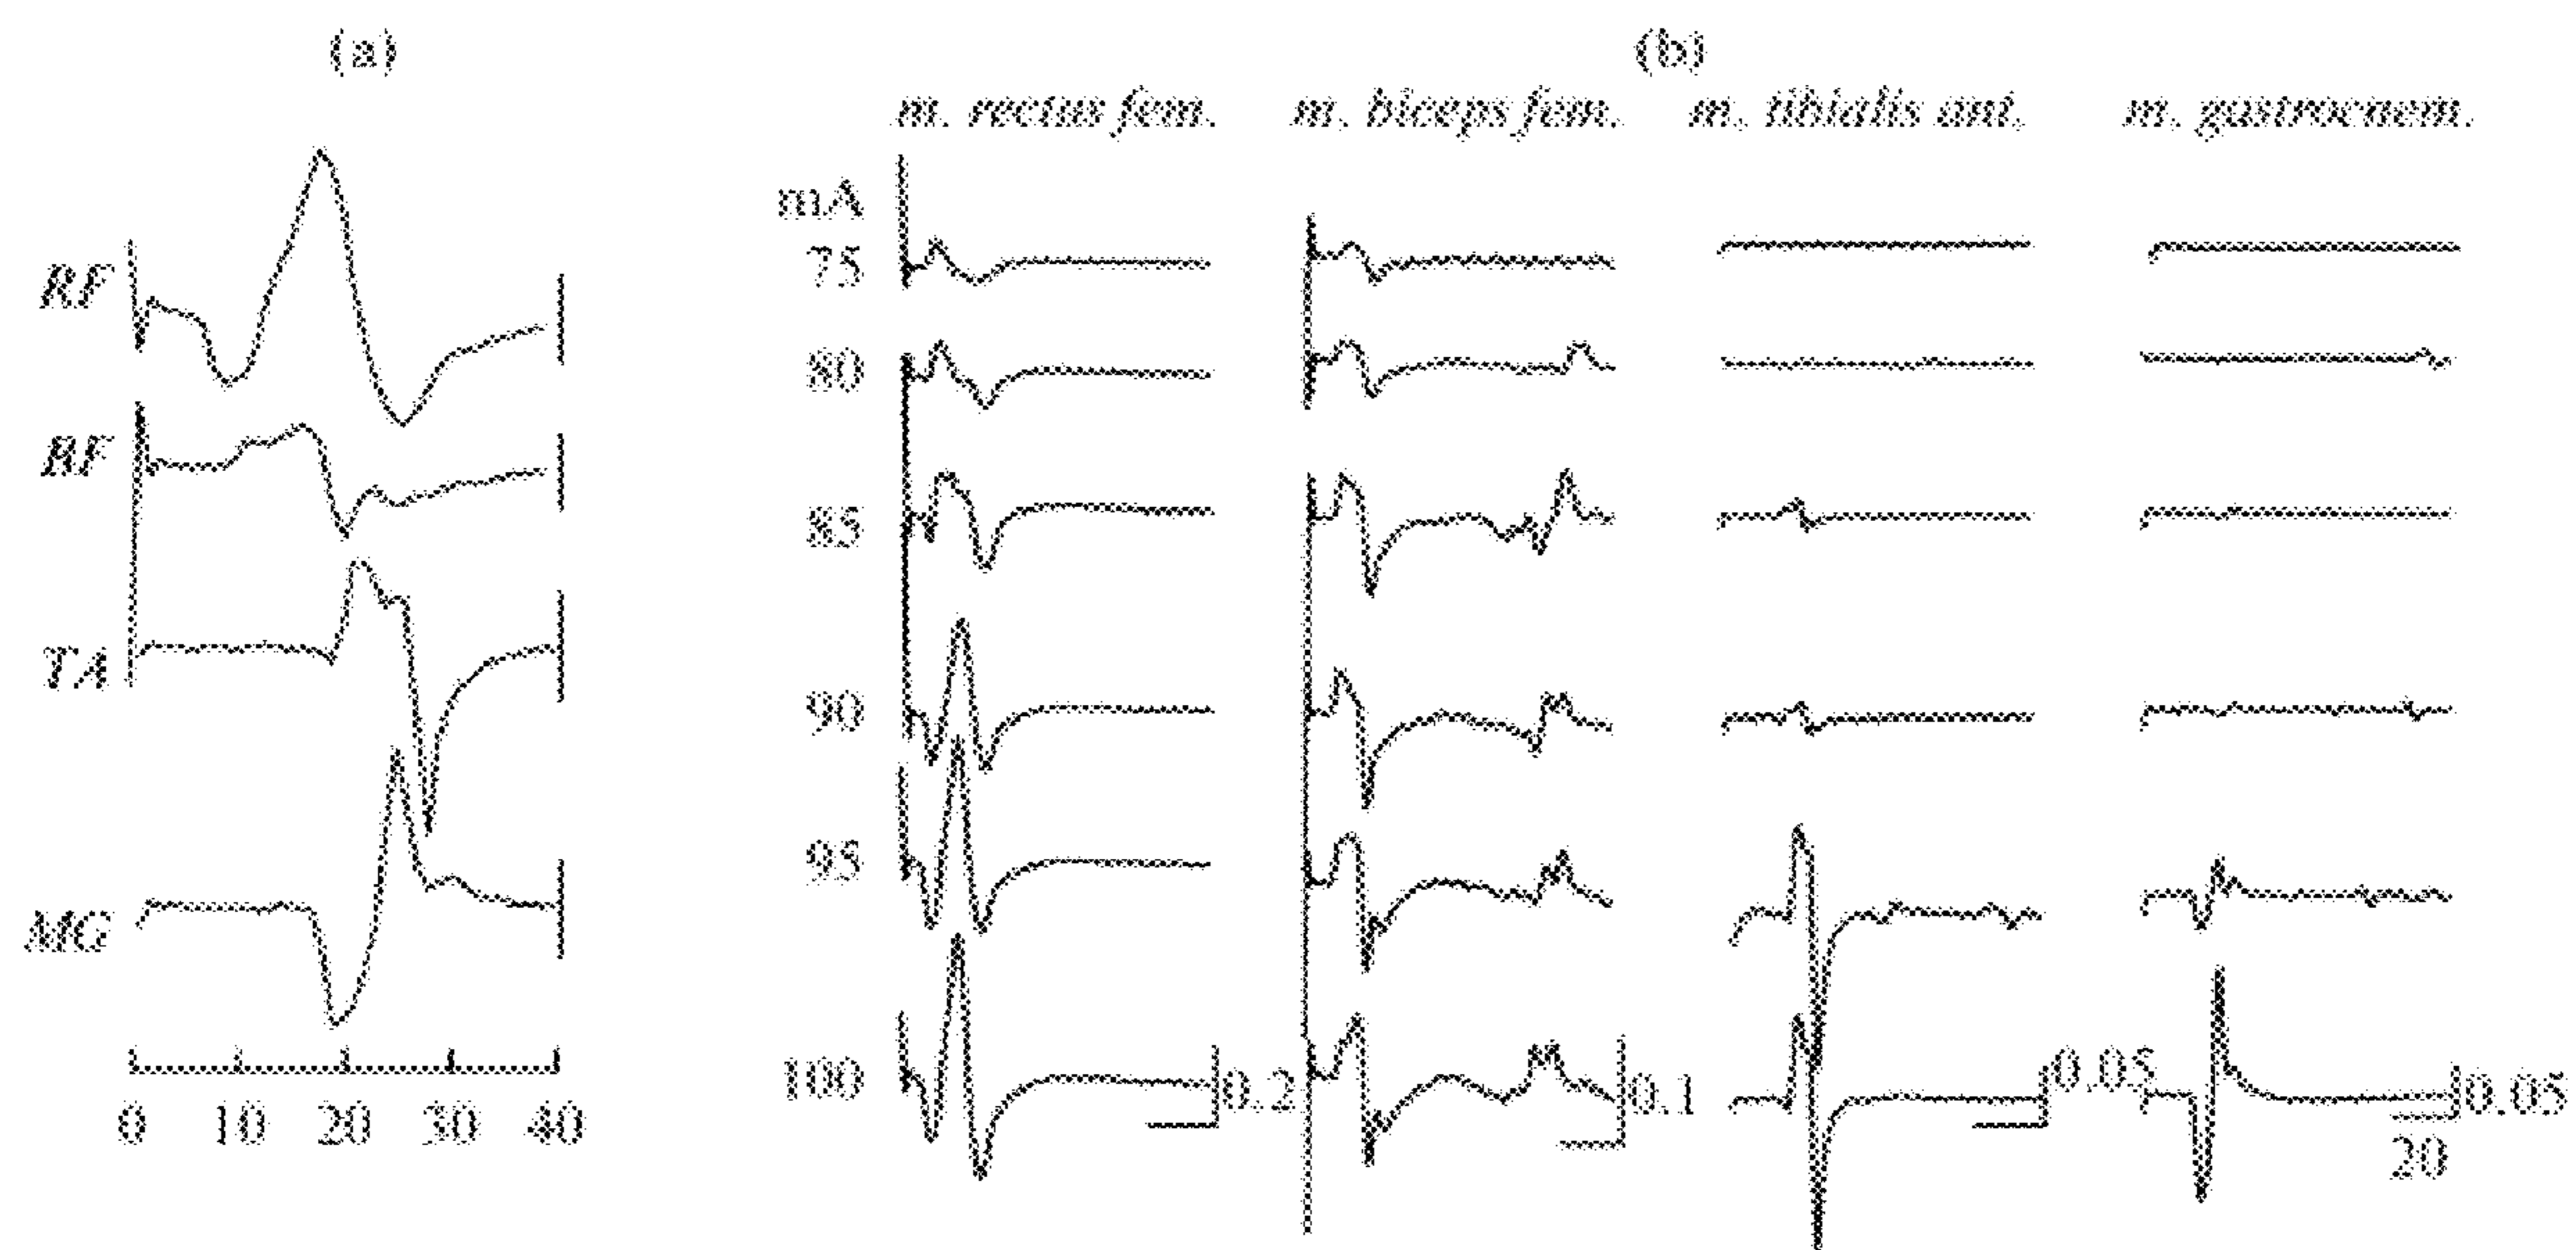 (a)
RF
BF
TA
MG
0 10 20 30 40
(b)
m. rectus fem. m. biceps fem. m. tibialis ant. m. gastrocnem.
mA
75
80
85
90
95
100
0.2 0.1 0.05 0.05
20